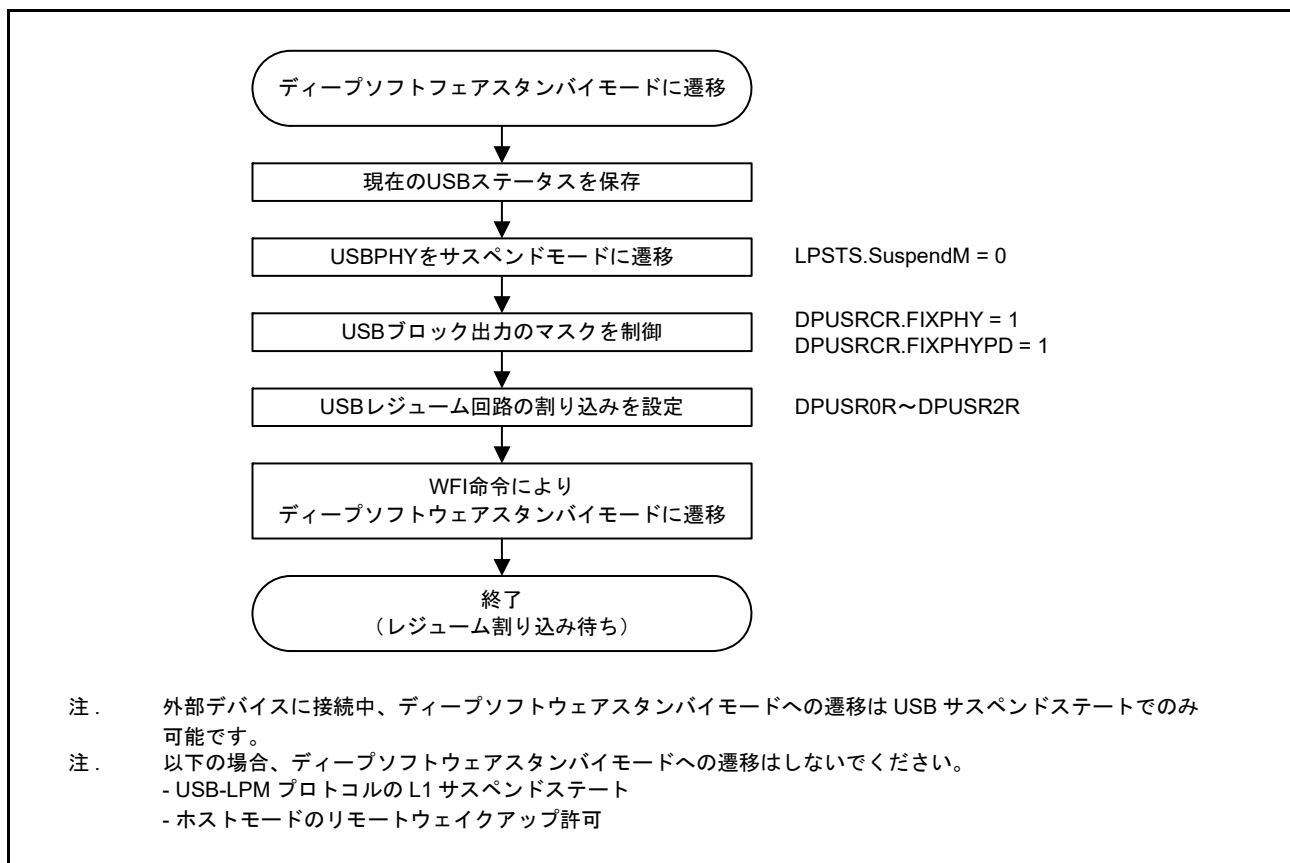 ディープソフトフェアスタンバイモードに遷移
現在のUSBステータスを保存
USBPHYをサスペンドモードに遷移
LPSTS.SuspendM = 0
USBブロック出力のマスクを制御
DPUSRCR.FIXPHY = 1
DPUSRCR.FIXPHYPD = 1
USBレジューム回路の割り込みを設定
DPUSR0R～DPUSR2R
WFI命令により
ディープソフトウェアスタンバイモードに遷移
終了
（レジューム割り込み待ち）
注 . 外部デバイスに接続中、ディープソフトウェアスタンバイモードへの遷移は USB サスペンドステートでのみ
可能です。
注 . 以下の場合、ディープソフトウェアスタンバイモードへの遷移はしないでください。
- USB-LPM プロトコルの L1 サスペンドステート
- ホストモードのリモートウェイクアップ許可